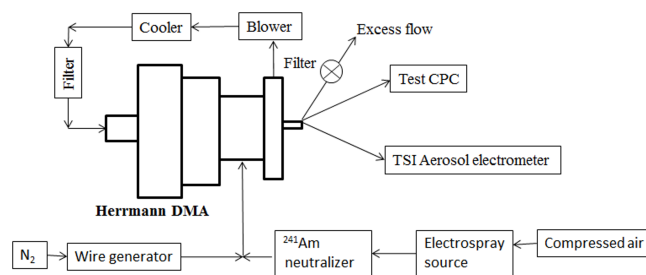 Cooler
Blower
Excess flow
Filter
Filter
Test CPC
TSI Aerosol electrometer
Herrmann DMA
N₂
Wire generator
²⁴¹Am
neutralizer
Electrospray
source
Compressed air